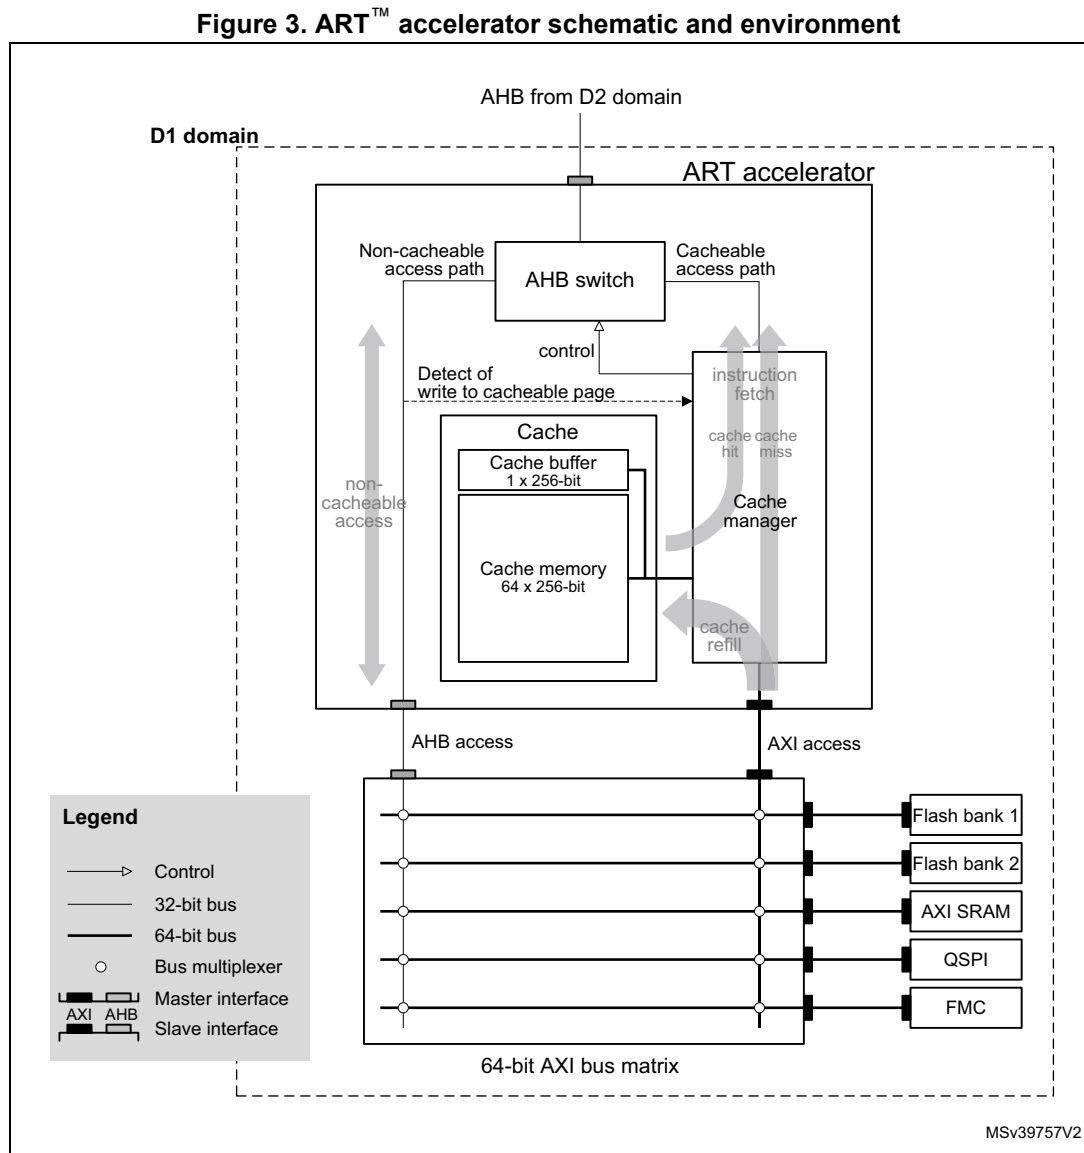 Figure 3. ART™ accelerator schematic and environment
AHB from D2 domain
D1 domain
ART accelerator
Non-cacheable
access path
Cacheable
access path
AHB switch
control
Detect of
write to cacheable page
instruction
fetch
cache
hit
cache
miss
Cache
Cache buffer
1 x 256-bit
non-
cacheable
access
Cache
manager
Cache memory
64 x 256-bit
cache
refill
AHB access
AXI access
Flash bank 1
Flash bank 2
AXI SRAM
QSPI
FMC
64-bit AXI bus matrix
Legend
Control
32-bit bus
64-bit bus
Bus multiplexer
Master interface
AXI AHB
Slave interface
MSv39757V2